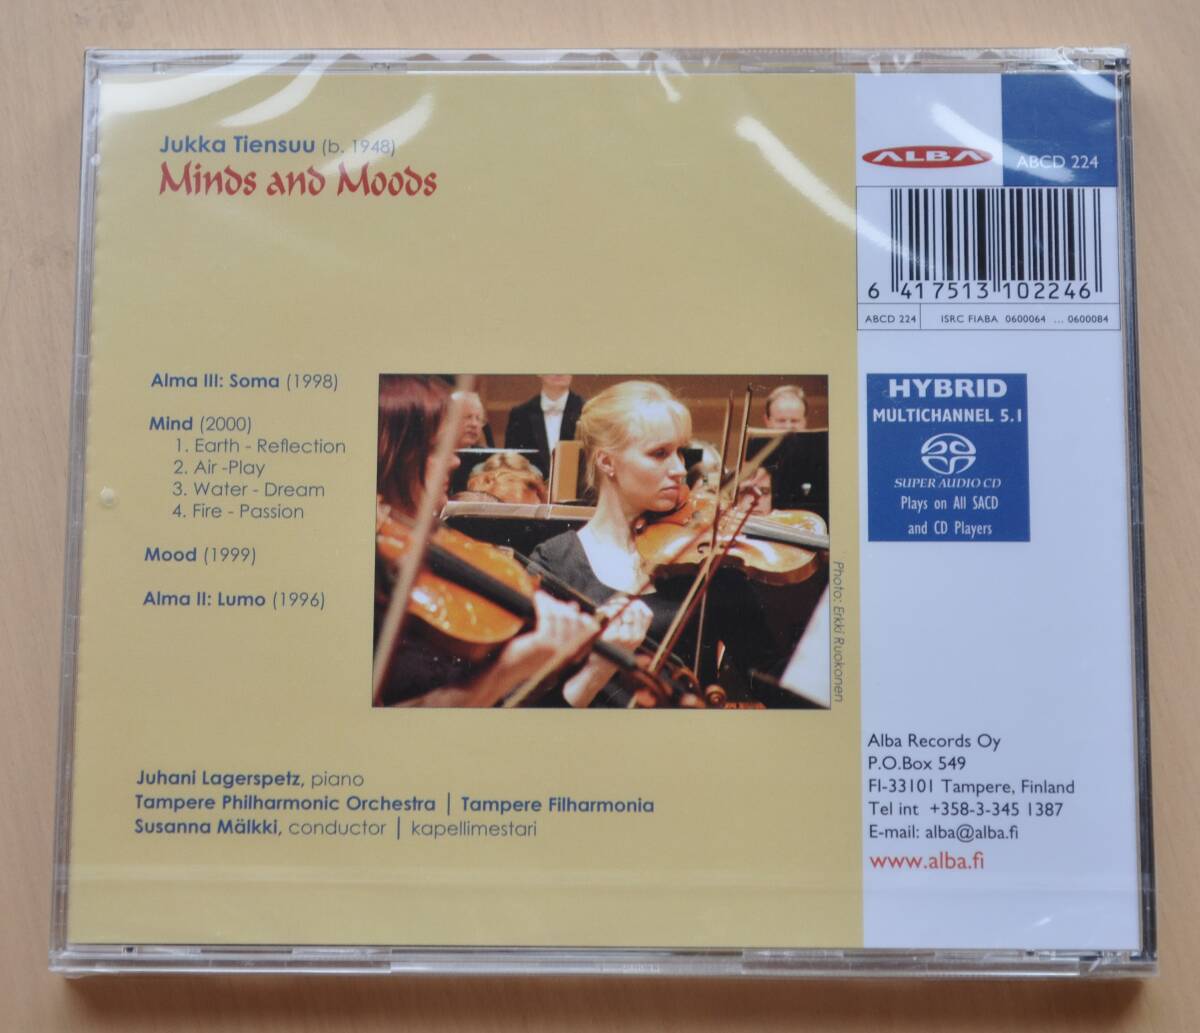 Jukka Tiensuu (b. 1948)
Minds and Moods
Alma III: Soma (1998)
Mind (2000)
1. Earth - Reflection
2. Air -Play
3. Water - Dream
4. Fire - Passion
Mood (1999)
Alma II: Lumo (1996)
Photo: Erkki Ruokonen
Juhani Lagerspetz, piano
Tampere Philharmonic Orchestra | Tampere Filharmonia
Susanna Mälkki, conductor | kapellimestari
ALBA
ABCD 224
6 417513 102246
ABCD 224 ISRC FIABA 0600064 ... 0600084
HYBRID
MULTICHANNEL 5.1
SUPER AUDIO CD
Plays on All SACD
and CD Players
Alba Records Oy
P.O.Box 549
FI-33101 Tampere, Finland
Tel int +358-3-345 1387
E-mail: alba@alba.fi
www.alba.fi